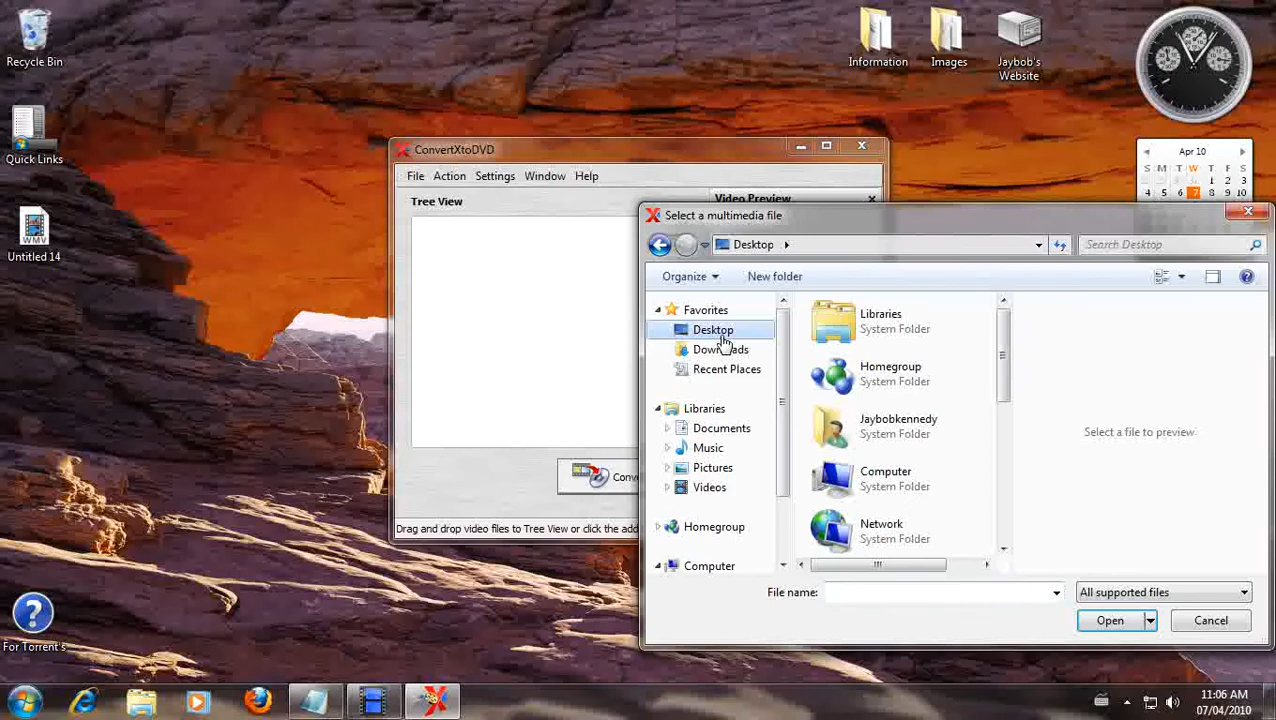 Recycle Bin
Quick Links
WMV
Untitled 14
For Torrent's
Information
Images
Jaybob's
Website
Apr 10
S M T W T F S
1 2 3
4 5 6 7 8 9 10
ConvertXtoDVD
File Action Settings Window Help
Tree View
Video Preview
Conve
Drag and drop video files to Tree View or click the add
Select a multimedia file
Desktop
Search Desktop
Organize
New folder
Favorites
Desktop
Downloads
Recent Places
Libraries
Documents
Music
Pictures
Videos
Homegroup
Computer
Libraries
System Folder
Homegroup
System Folder
Jaybobkennedy
System Folder
Computer
System Folder
Network
System Folder
Select a file to preview.
File name:
All supported files
Open
Cancel
11:06 AM
07/04/2010